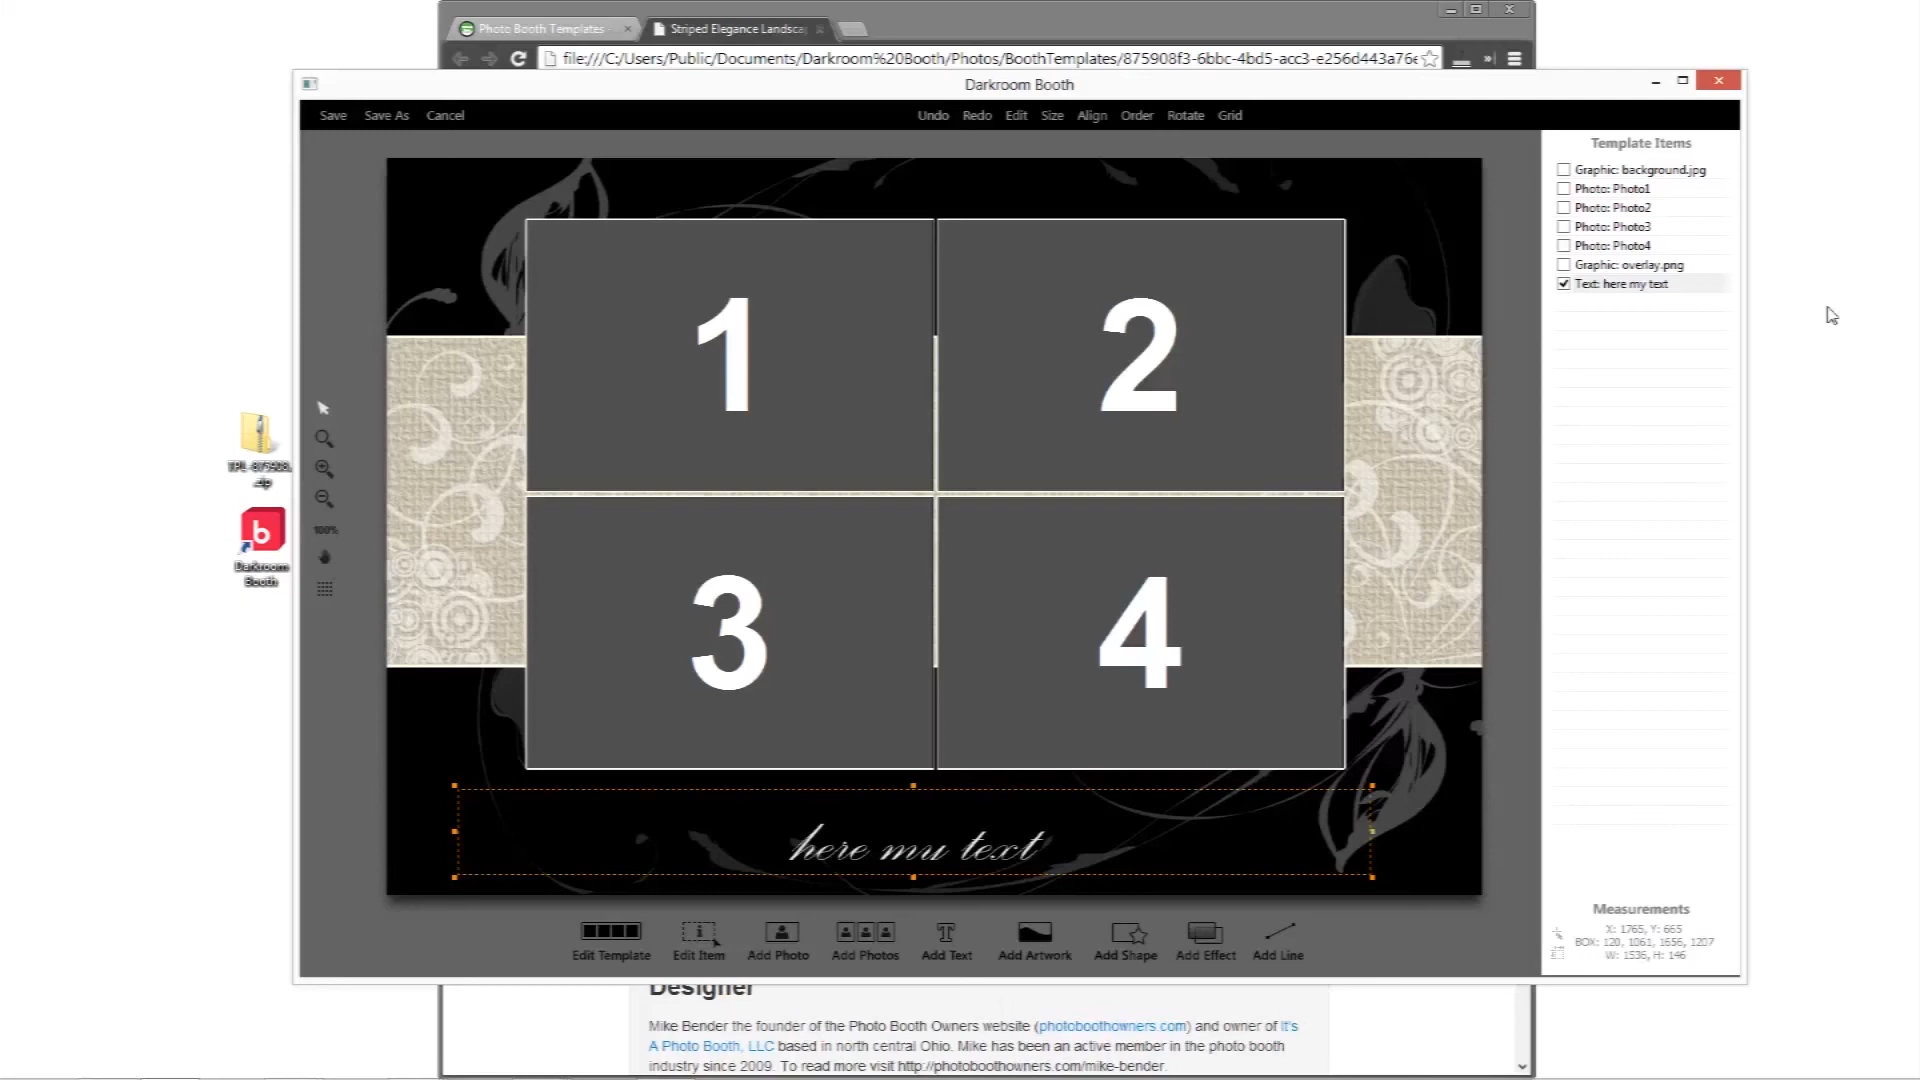 Photo Booth Templates
Striped Elegance Landsca
file:///C:/Users/Public/Documents/Darkroom%20Booth/Photos/BoothTemplates/875908f3-6bbc-4bd5-acc3-e256d443a76e
Darkroom Booth
Save Save As Cancel Undo Redo Edit Size Align Order Rotate Grid
Template Items
Graphic: background.jpg
Photo: Photo1
Photo: Photo2
Photo: Photo3
Photo: Photo4
Graphic: overlay.png
Text: here my text
1 2
3 4
here my text
100%
TPL-875908.
.zip
b
Darkroom
Booth
Edit Template Edit Item Add Photo Add Photos Add Text Add Artwork Add Shape Add Effect Add Line
Measurements
X: 1765, Y: 665
BOX: 120, 1061, 1656, 1207
W: 1536, H: 146
Designer
Mike Bender the founder of the Photo Booth Owners website (photoboothowners.com) and owner of It's
A Photo Booth, LLC based in north central Ohio. Mike has been an active member in the photo booth
industry since 2009. To read more visit http://photoboothowners.com/mike-bender.